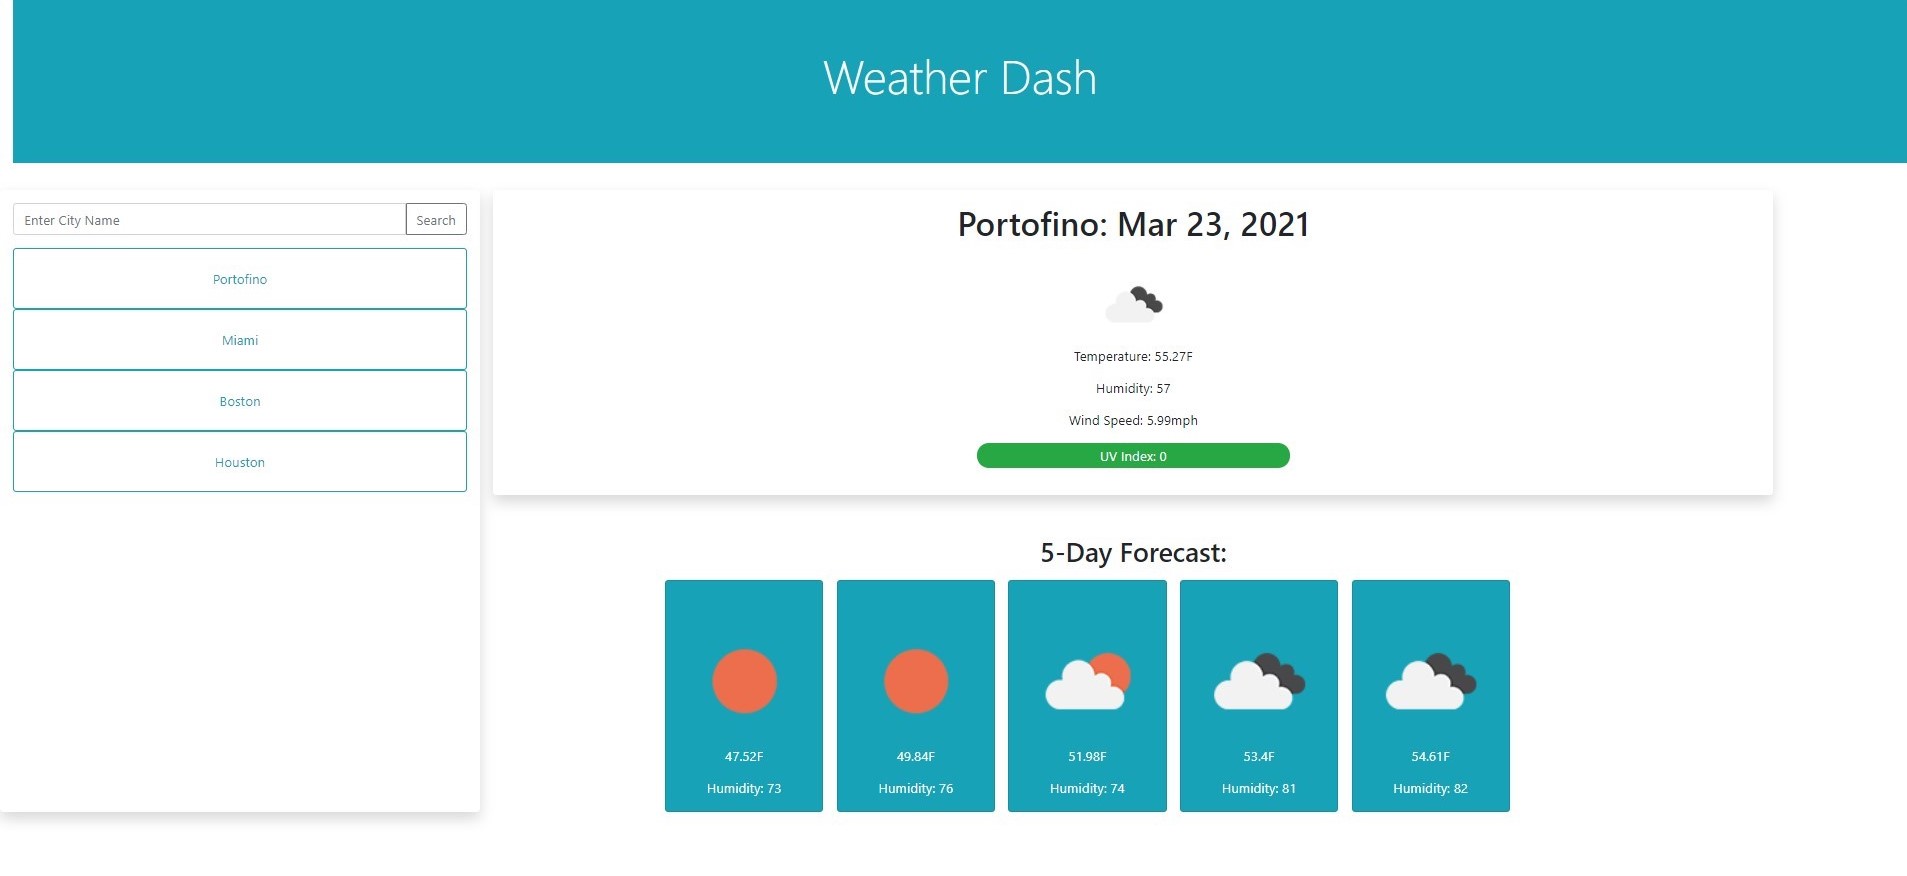 Weather Dash
Enter City Name
Search
Portofino
Miami
Boston
Houston
Portofino: Mar 23, 2021
Temperature: 55.27F
Humidity: 57
Wind Speed: 5.99mph
UV Index: 0
5-Day Forecast:
47.52F
Humidity: 73
49.84F
Humidity: 76
51.98F
Humidity: 74
53.4F
Humidity: 81
54.61F
Humidity: 82